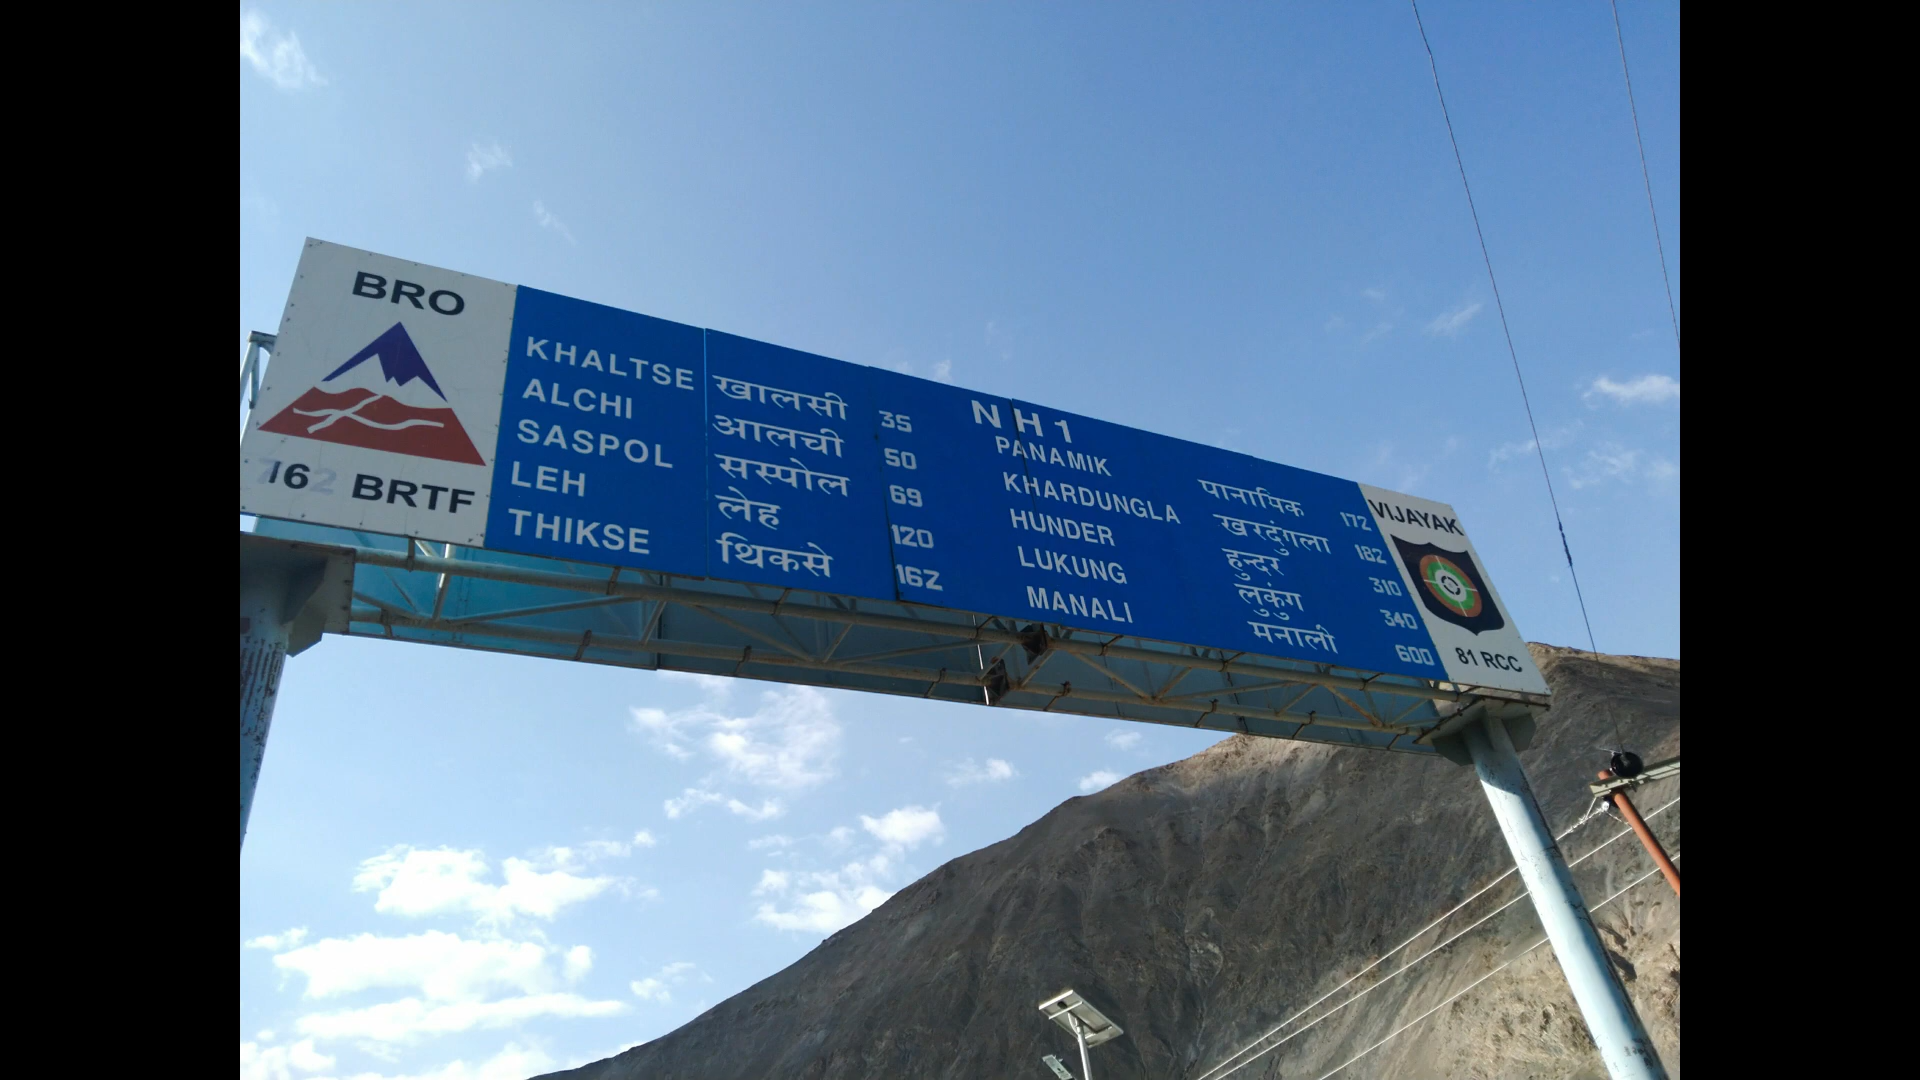 BRO
162 BRTF
NH1
KHALTSE खालसी 35
ALCHI आलची 50
SASPOL सस्पोल 69
LEH लेह 120
THIKSE थिकसे 162
PANAMIK पानामिक 172
KHARDUNGLA खरदुंगला 182
HUNDER हुन्दर 310
LUKUNG लुकुंग 340
MANALI मनाली 600
VIJAYAK
81 RCC